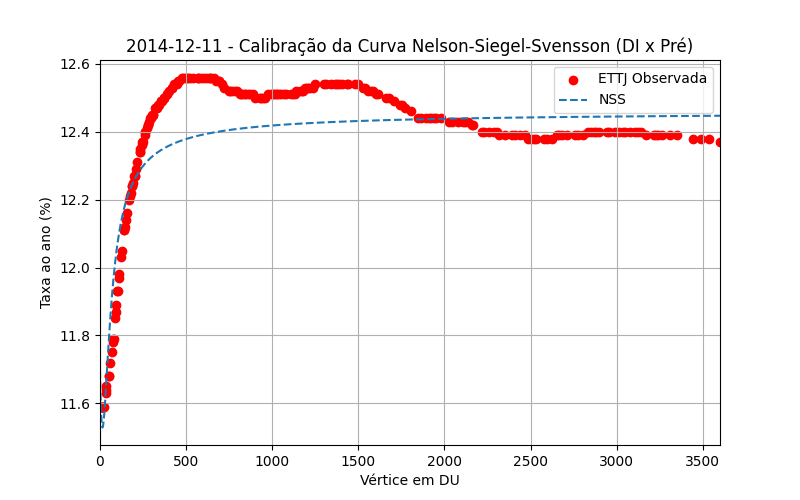 2014-12-11 - Calibração da Curva Nelson-Siegel-Svensson (DI x Pré)
12.6
12.4
12.2
12.0
11.8
11.6
Taxa ao ano (%)
ETTJ Observada
NSS
0
500
1000
1500
2000
2500
3000
3500
Vértice em DU